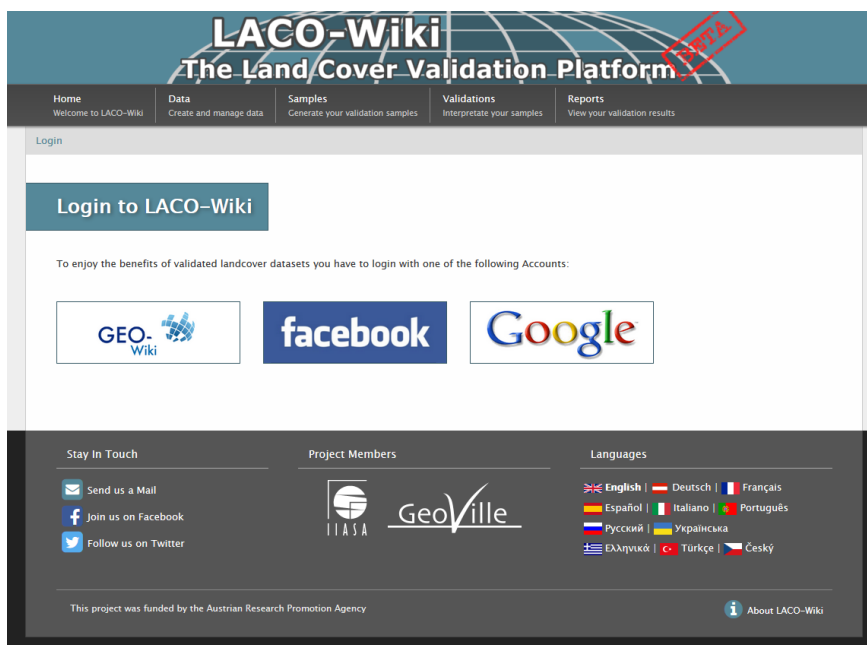 LACO-Wiki
The Land Cover Validation Platform
BETA
Home Data Samples Validations Reports
Welcome to LACO-Wiki Create and manage data Generate your validation samples Interpretate your samples View your validation results
Login
Login to LACO-Wiki
To enjoy the benefits of validated landcover datasets you have to login with one of the following Accounts:
GEO-
Wiki
facebook
Google
Stay In Touch
Send us a Mail
Join us on Facebook
Follow us on Twitter
Project Members
IIASA
GeoVille
Languages
English | Deutsch | Français
Español | Italiano | Português
Русский | Українська
Ελληνικά | Türkçe | Český
This project was funded by the Austrian Research Promotion Agency
i About LACO-Wiki